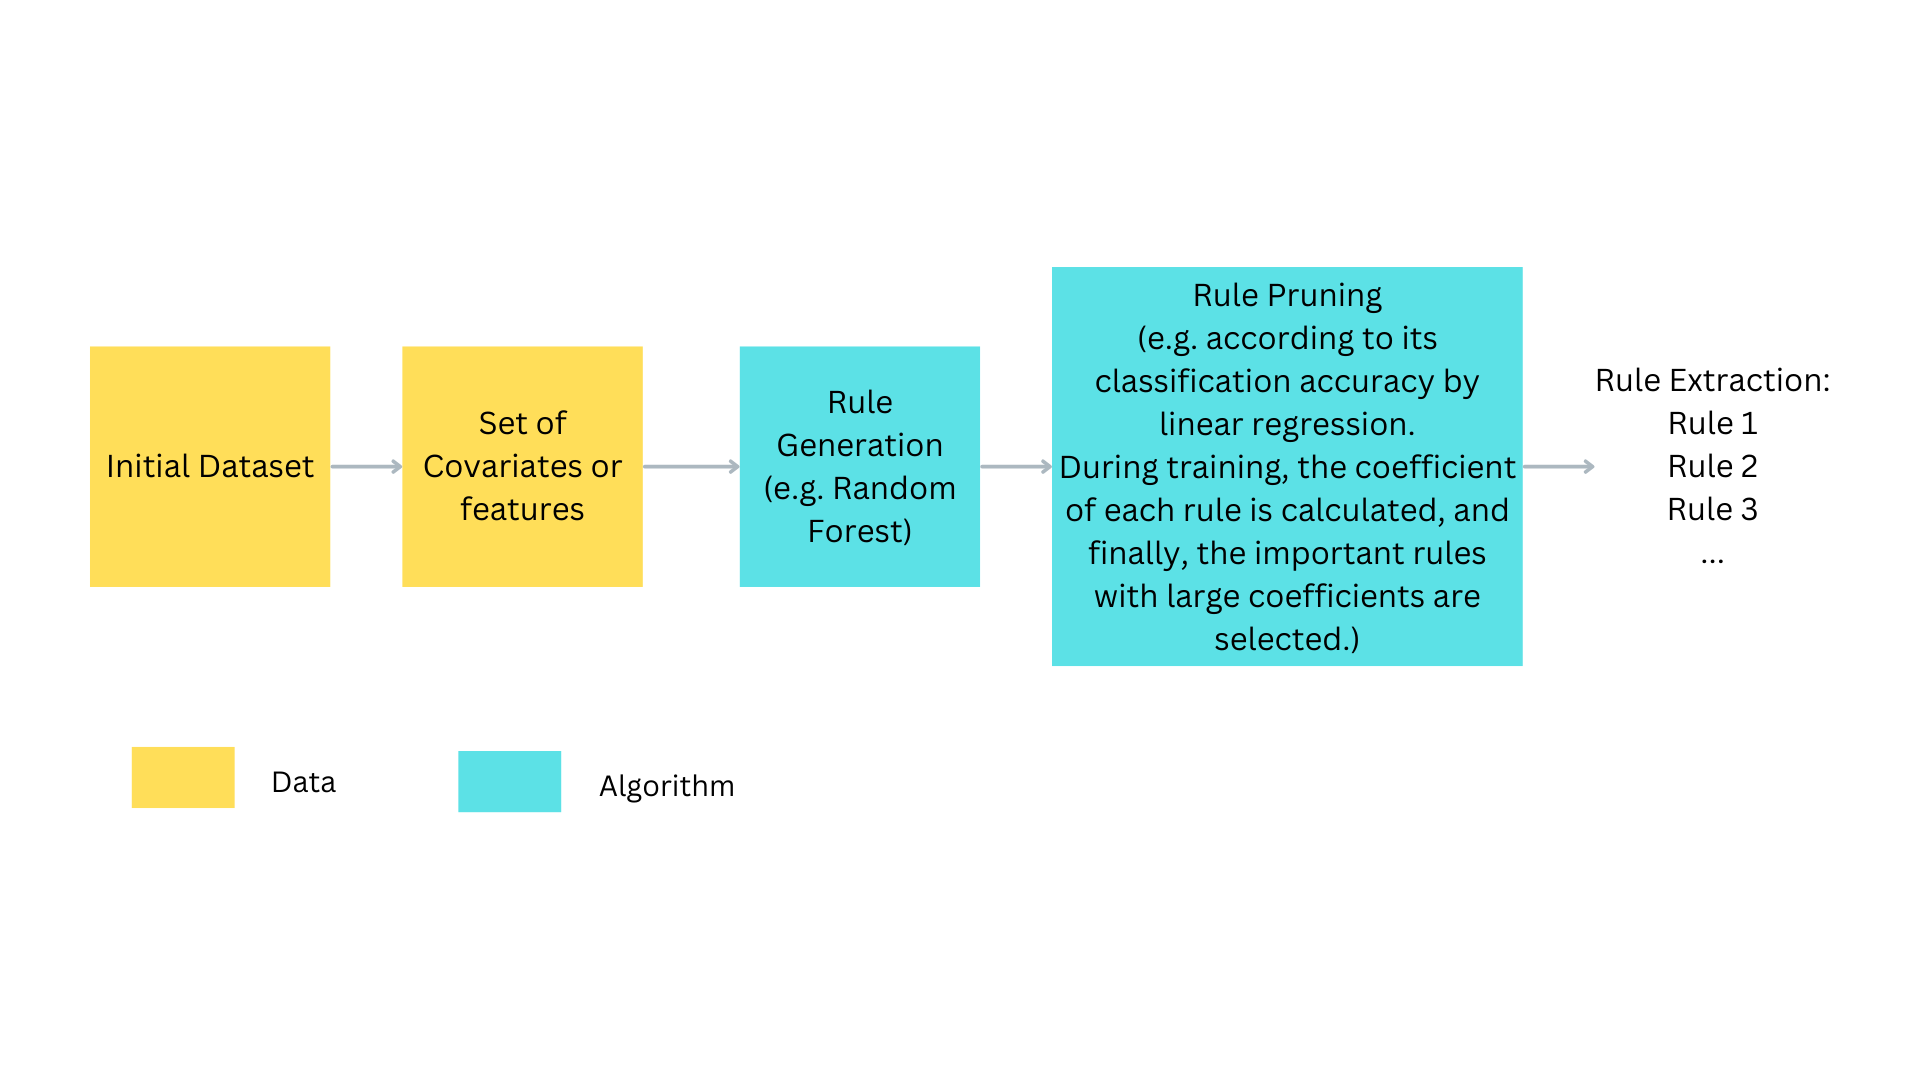 Initial Dataset
Set of
Covariates or
features
Rule
Generation
(e.g. Random
Forest)
Rule Pruning
(e.g. according to its
classification accuracy by
linear regression.
During training, the coefficient
of each rule is calculated, and
finally, the important rules
with large coefficients are
selected.)
Rule Extraction:
Rule 1
Rule 2
Rule 3
...
Data
Algorithm